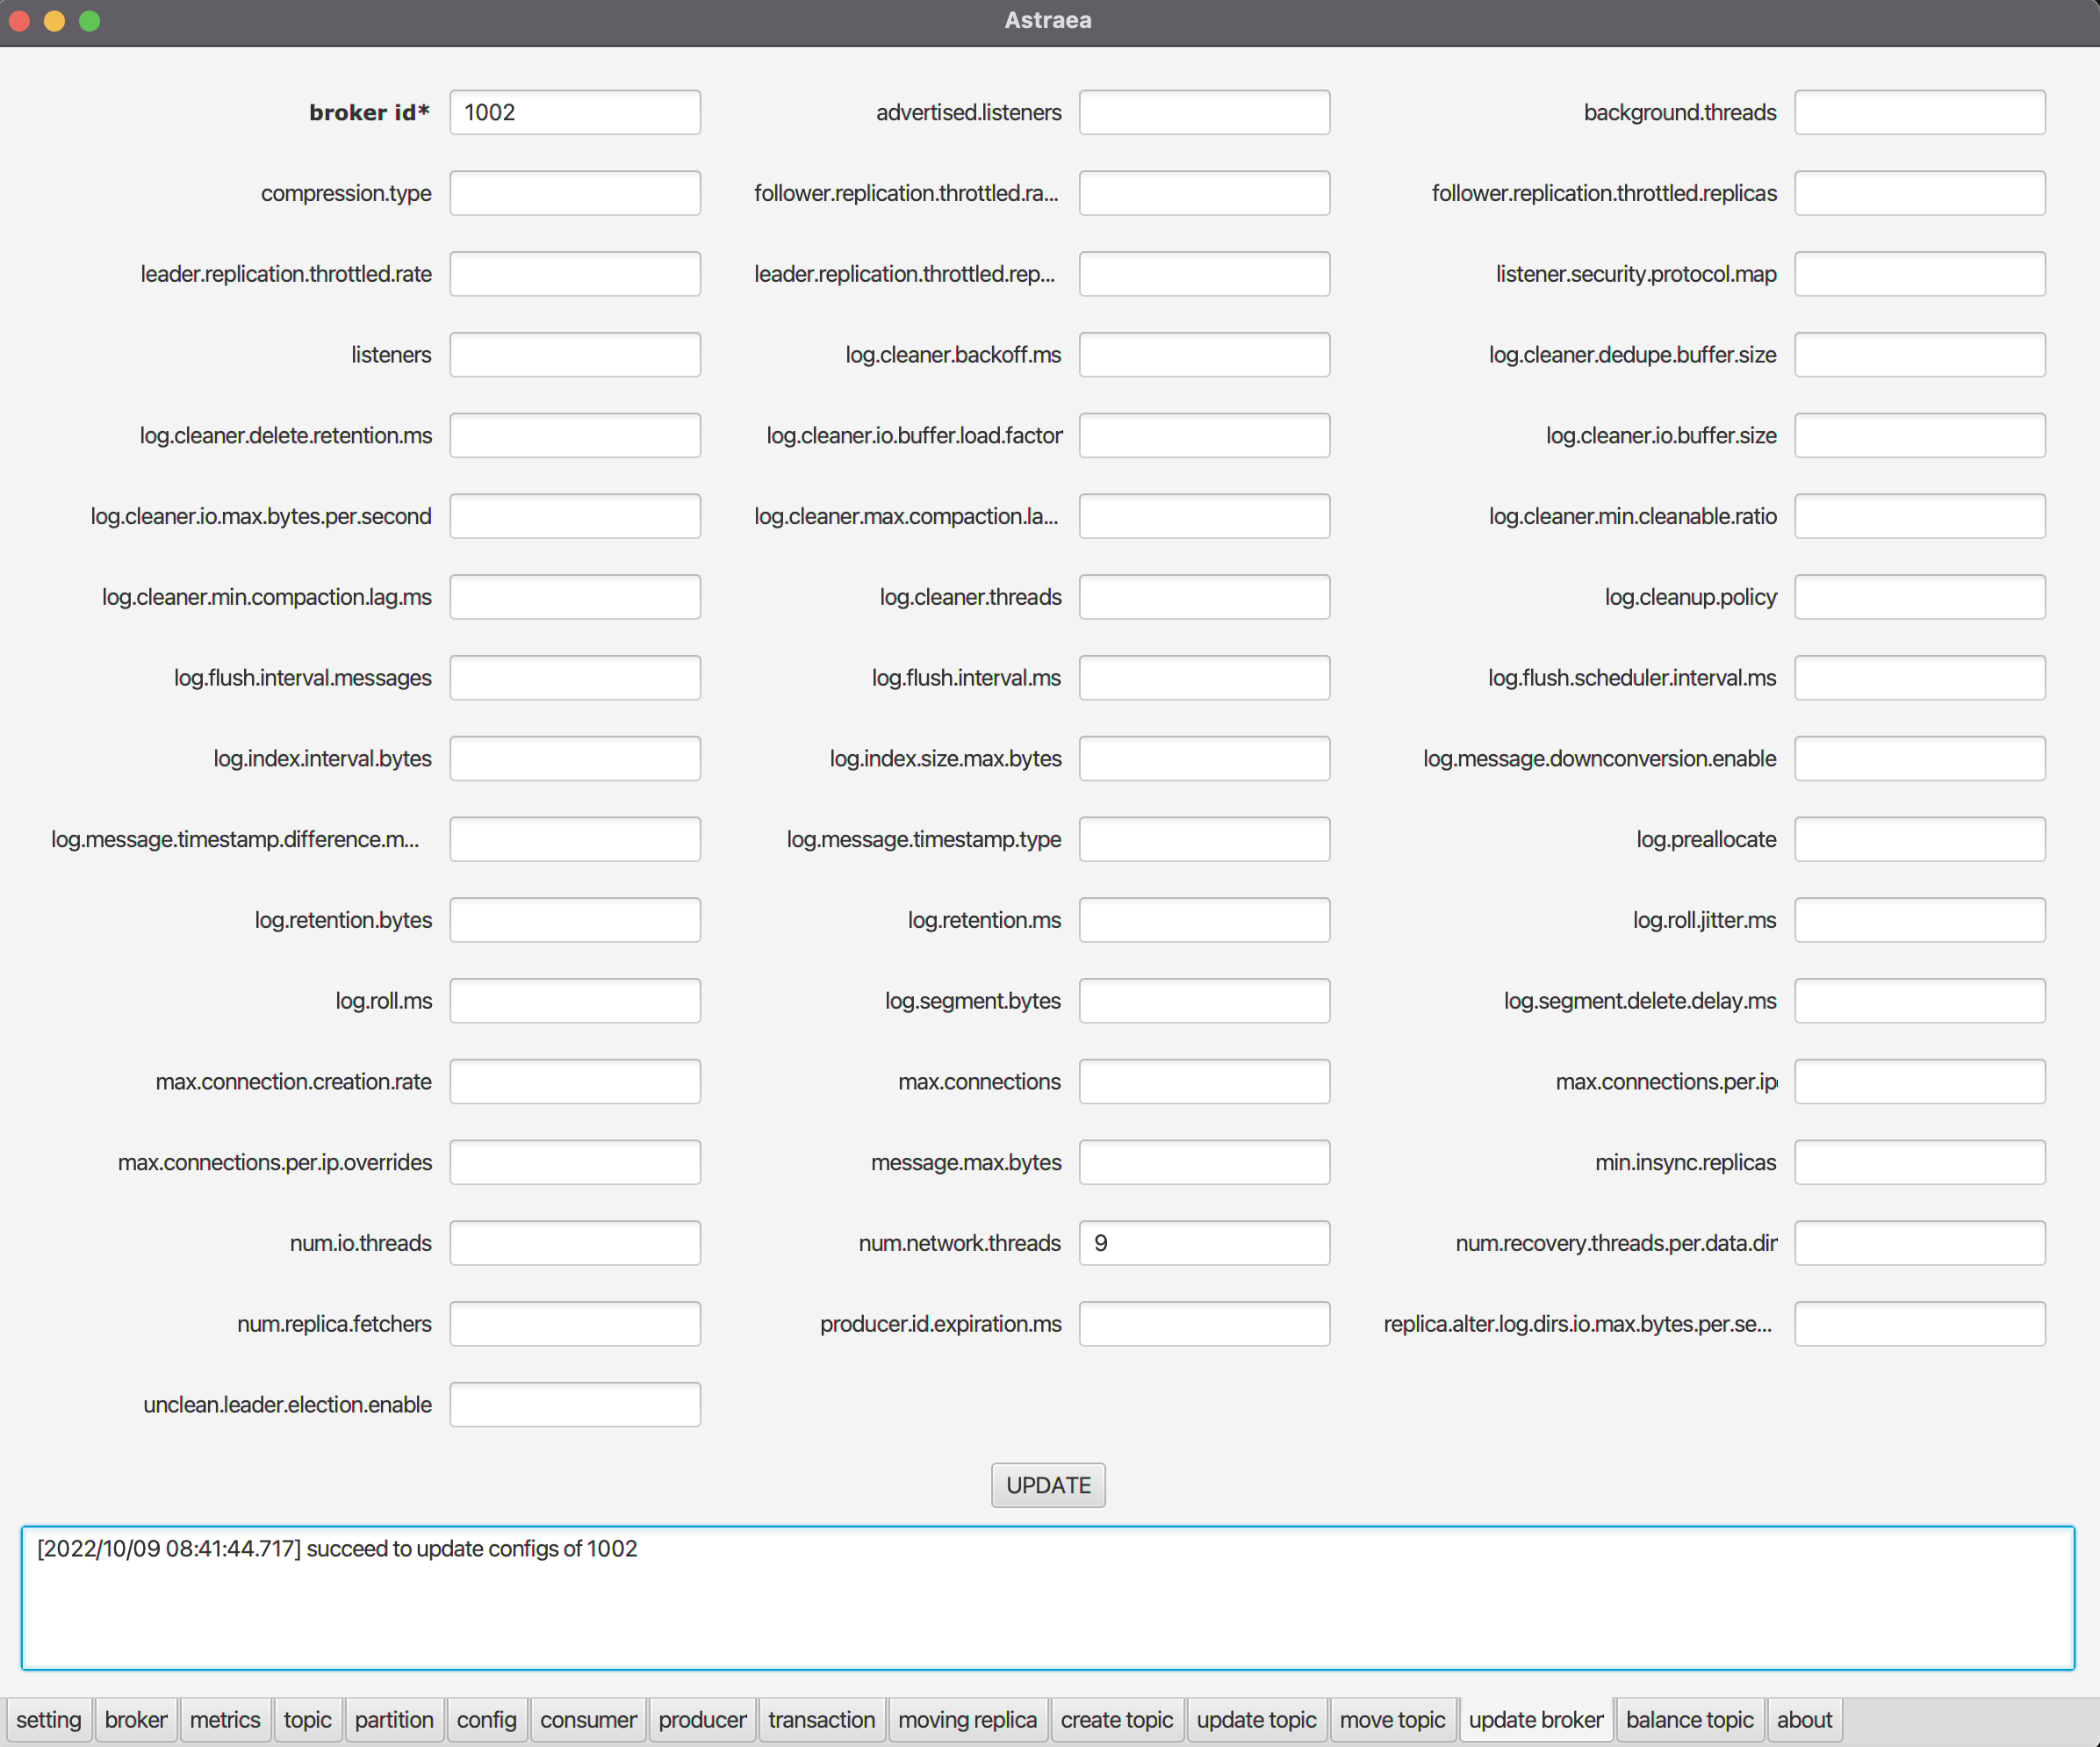 Astraea
broker id* 1002 advertised.listeners background.threads
compression.type follower.replication.throttled.ra... follower.replication.throttled.replicas
leader.replication.throttled.rate leader.replication.throttled.rep... listener.security.protocol.map
listeners log.cleaner.backoff.ms log.cleaner.dedupe.buffer.size
log.cleaner.delete.retention.ms log.cleaner.io.buffer.load.factor log.cleaner.io.buffer.size
log.cleaner.io.max.bytes.per.second log.cleaner.max.compaction.la... log.cleaner.min.cleanable.ratio
log.cleaner.min.compaction.lag.ms log.cleaner.threads log.cleanup.policy
log.flush.interval.messages log.flush.interval.ms log.flush.scheduler.interval.ms
log.index.interval.bytes log.index.size.max.bytes log.message.downconversion.enable
log.message.timestamp.difference.m... log.message.timestamp.type log.preallocate
log.retention.bytes log.retention.ms log.roll.jitter.ms
log.roll.ms log.segment.bytes log.segment.delete.delay.ms
max.connection.creation.rate max.connections max.connections.per.ip
max.connections.per.ip.overrides message.max.bytes min.insync.replicas
num.io.threads num.network.threads 9 num.recovery.threads.per.data.dir
num.replica.fetchers producer.id.expiration.ms replica.alter.log.dirs.io.max.bytes.per.se...
unclean.leader.election.enable
UPDATE
[2022/10/09 08:41:44.717] succeed to update configs of 1002
setting broker metrics topic partition config consumer producer transaction moving replica create topic update topic move topic update broker balance topic about